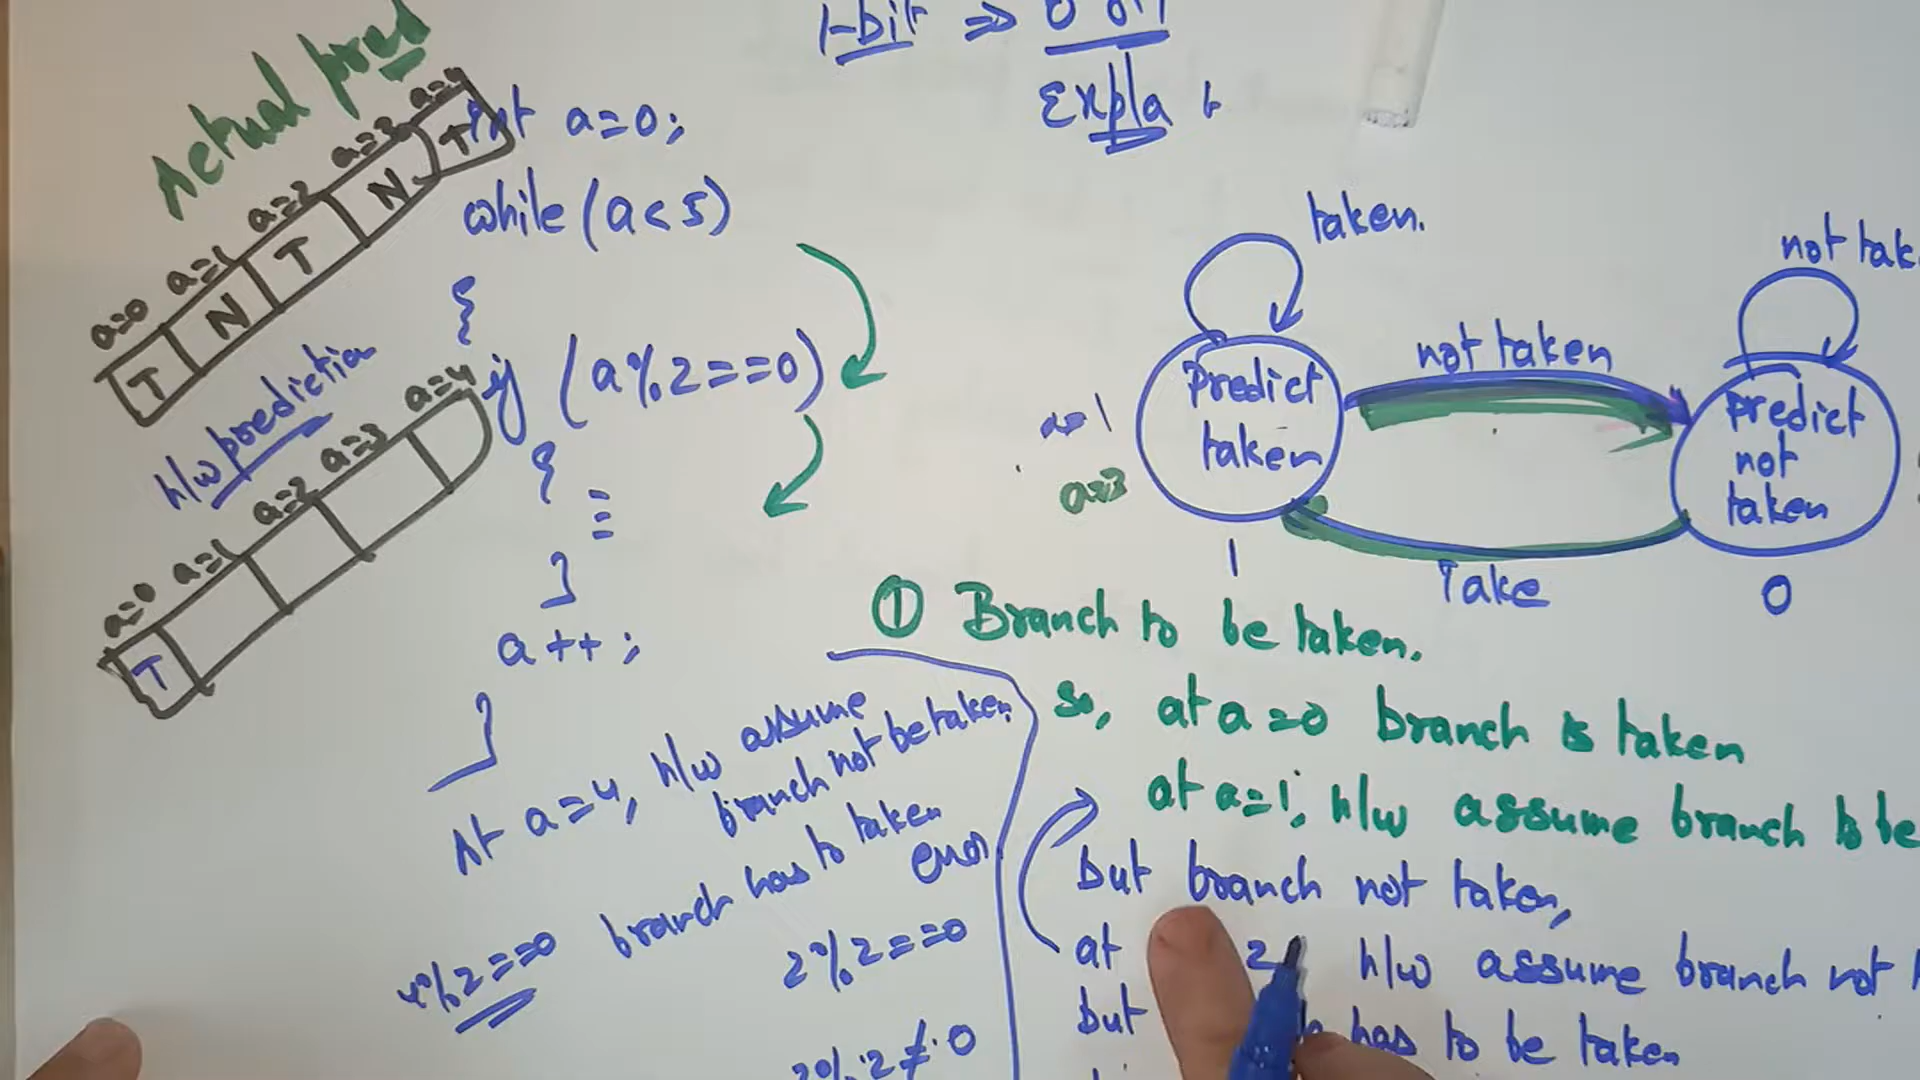 1-bit ⇒ 0 or 1
Actual pred
a=0 a=1 a=2 a=3 a=4
T N T N T
int a=0;
while (a<5)
{
if (a%2==0)
{
}
a++;
}
h/w prediction
a=0 a=1 a=2 a=3 a=4
T
taken.
not taken
not tak
Predict
taken
predict
not
taken
a=1
a=3
1
Take
0
① Branch to be taken.
So, at a=0 branch is taken
at a=1; h/w assume branch to be
but branch not taken,
at 2 h/w assume branch not
but has to be taken
At a=4, h/w assume
branch not be taken
branch has to taken
error
4%2==0
2%2==0
3%2≠0